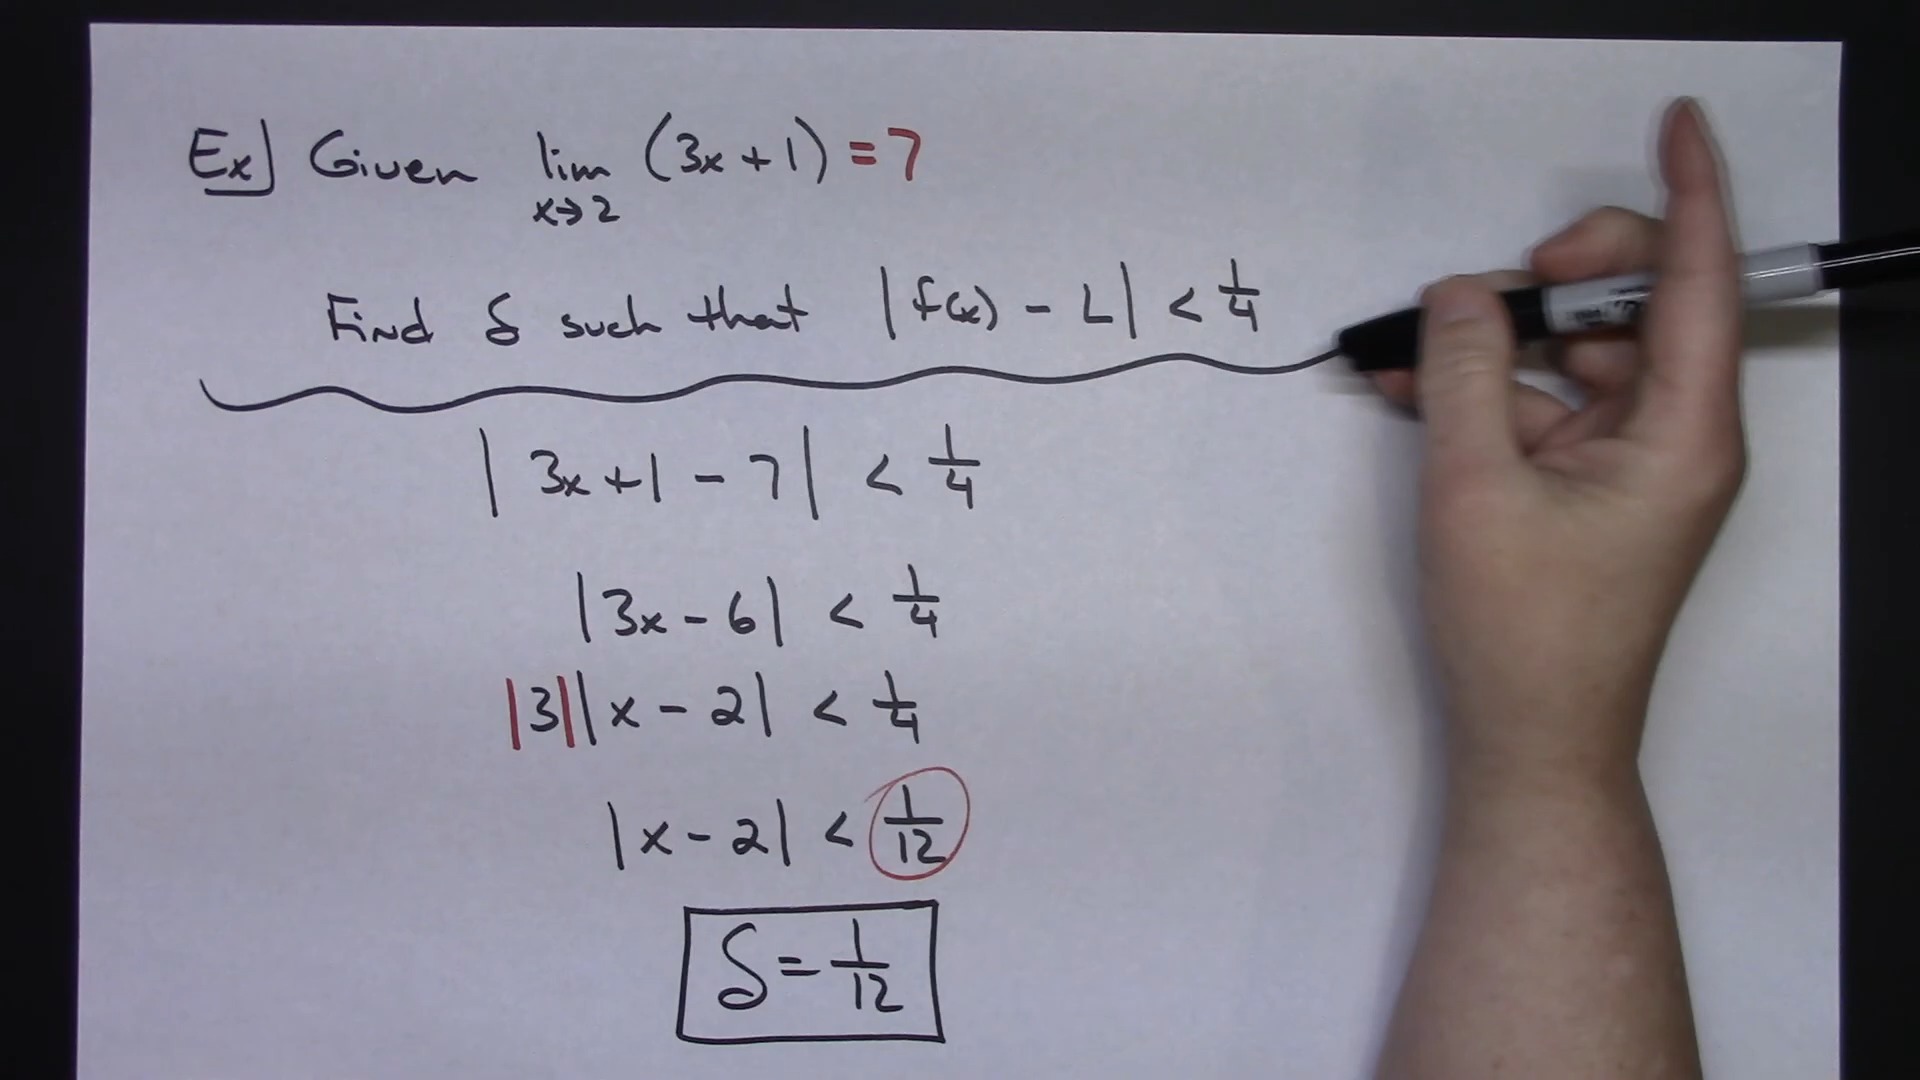 Ex] Given lim x→2 (3x + 1) = 7
Find δ such that |f(x) - L| < 1/4
|3x + 1 - 7| < 1/4
|3x - 6| < 1/4
|3||x - 2| < 1/4
|x - 2| < 1/12
δ = 1/12